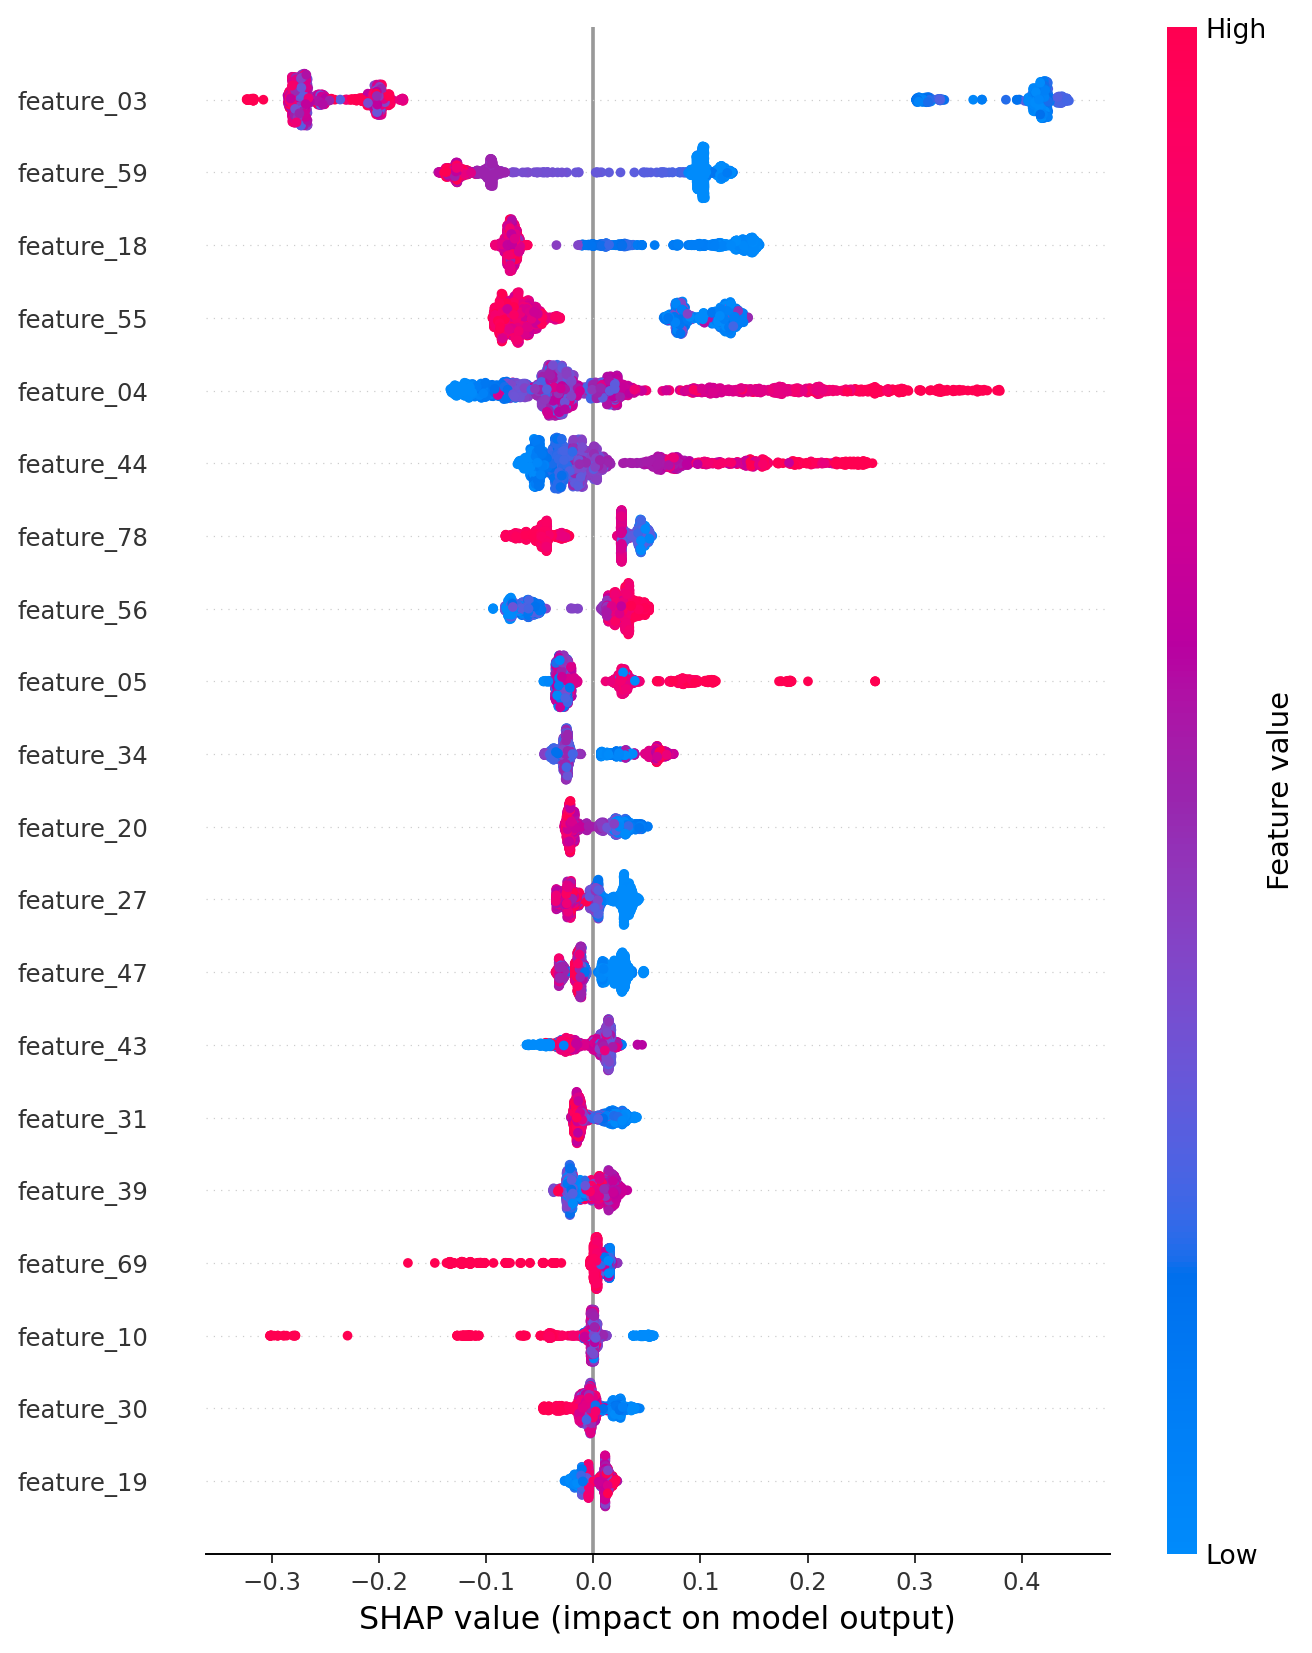 High
feature_03
feature_59
feature_18
feature_55
feature_04
feature_44
feature_78
feature_56
feature_05
feature_34
feature_20
feature_27
feature_47
feature_43
feature_31
feature_39
feature_69
feature_10
feature_30
feature_19
Feature value
Low
−0.3 −0.2 −0.1 0.0 0.1 0.2 0.3 0.4
SHAP value (impact on model output)